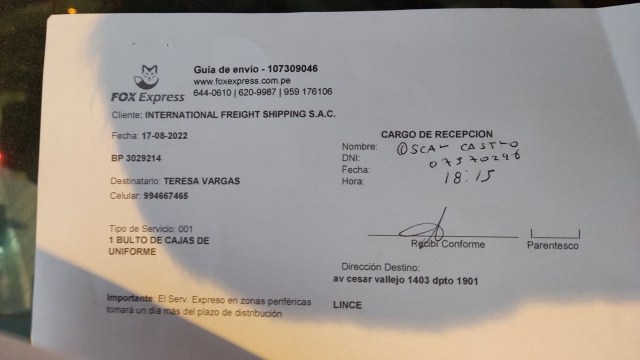 FOX Express
Guia de envio - 107309046
www.foxexpress.com.pe
644-0610 | 620-9987 | 959 176106
Cliente: INTERNATIONAL FREIGHT SHIPPING S.A.C.
Fecha: 17-08-2022
BP 3029214
Destinatario: TERESA VARGAS
Celular: 994667465
Tipo de Servicio: 001
1 BULTO DE CAJAS DE
UNIFORME
Importante: El Serv. Expreso en zonas periféricas
tomara un dia más del plazo de distribución
CARGO DE RECEPCION
Nombre: OSCAR CASTRO
DNI:
Fecha:
Hora: 18:15
Recibi Conforme
Parentesco
Dirección Destino:
av cesar vallejo 1403 dpto 1901
LINCE